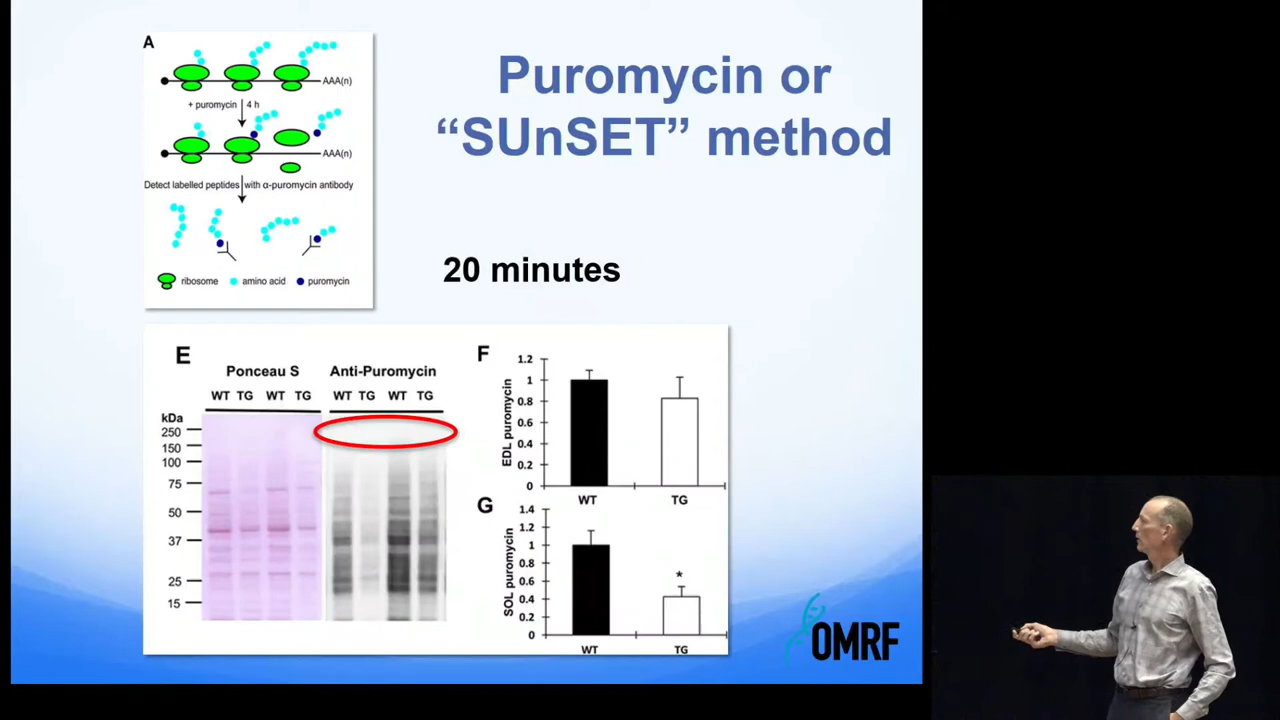 Puromycin or
“SUnSET” method
A
AAA(n)
+ puromycin 4 h
AAA(n)
Detect labelled peptides with α-puromycin antibody
ribosome amino acid puromycin
20 minutes
E
Ponceau S Anti-Puromycin
WT TG WT TG WT TG WT TG
kDa
250
150
100
75
50
37
25
15
F
EDL puromycin
1.2
1
0.8
0.6
0.4
0.2
0
WT TG
G
SOL puromycin
1.4
1.2
1
0.8
0.6
0.4
0.2
0
*
WT TG
OMRF